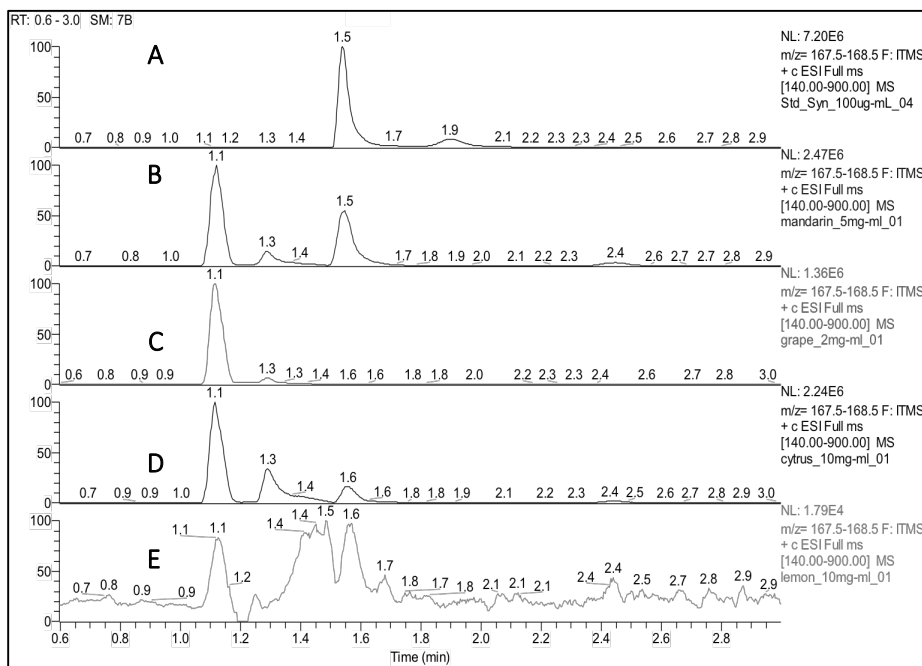 RT: 0.6 - 3.0 SM: 7B
A
100
50
0
0.7 0.8 0.9 1.0 1.1 1.2 1.3 1.4 1.5 1.7 1.9 2.1 2.2 2.3 2.3 2.4 2.5 2.6 2.7 2.8 2.9
NL: 7.20E6
m/z= 167.5-168.5 F: ITMS
+ c ESI Full ms
[140.00-900.00] MS
Std_Syn_100ug-mL_04
B
100
50
0
0.7 0.8 1.0 1.1 1.3 1.4 1.5 1.7 1.8 1.9 2.0 2.1 2.2 2.3 2.4 2.6 2.7 2.7 2.8 2.9
NL: 2.47E6
m/z= 167.5-168.5 F: ITMS
+ c ESI Full ms
[140.00-900.00] MS
mandarin_5mg-ml_01
C
100
50
0
0.6 0.8 0.9 0.9 1.1 1.3 1.3 1.4 1.6 1.6 1.8 1.8 2.0 2.2 2.3 2.3 2.4 2.6 2.7 2.8 3.0
NL: 1.36E6
m/z= 167.5-168.5 F: ITMS
+ c ESI Full ms
[140.00-900.00] MS
grape_2mg-ml_01
D
100
50
0
0.7 0.9 0.9 1.0 1.1 1.3 1.4 1.6 1.6 1.8 1.8 1.9 2.1 2.2 2.3 2.4 2.5 2.6 2.7 2.8 2.9 3.0
NL: 2.24E6
m/z= 167.5-168.5 F: ITMS
+ c ESI Full ms
[140.00-900.00] MS
cytrus_10mg-ml_01
E
100
50
0
0.7 0.8 0.9 0.9 1.1 1.1 1.2 1.4 1.4 1.5 1.6 1.7 1.8 1.7 1.8 2.1 2.1 2.1 2.4 2.4 2.5 2.6 2.7 2.8 2.9 2.9
NL: 1.79E4
m/z= 167.5-168.5 F: ITMS
+ c ESI Full ms
[140.00-900.00] MS
lemon_10mg-ml_01
0.6 0.8 1.0 1.2 1.4 1.6 1.8 2.0 2.2 2.4 2.6 2.8
Time (min)